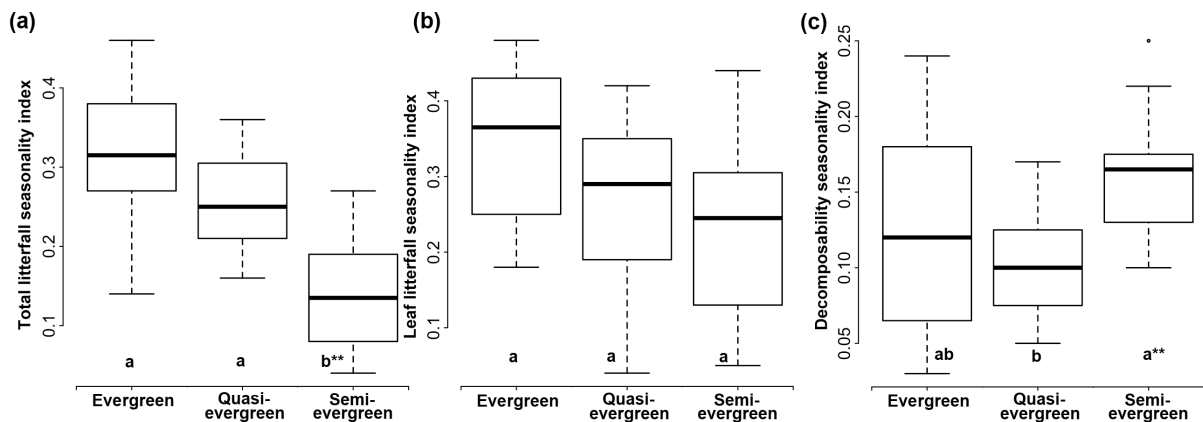 (a)
Total litterfall seasonality index
0.4
0.3
0.2
0.1
a
a
b**
Evergreen
Quasi-
evergreen
Semi-
evergreen
(b)
Leaf litterfall seasonality index
0.4
0.3
0.2
0.1
a
a
a
Evergreen
Quasi-
evergreen
Semi-
evergreen
(c)
Decomposability seasonality index
0.25
0.20
0.15
0.10
0.05
ab
b
a**
Evergreen
Quasi-
evergreen
Semi-
evergreen